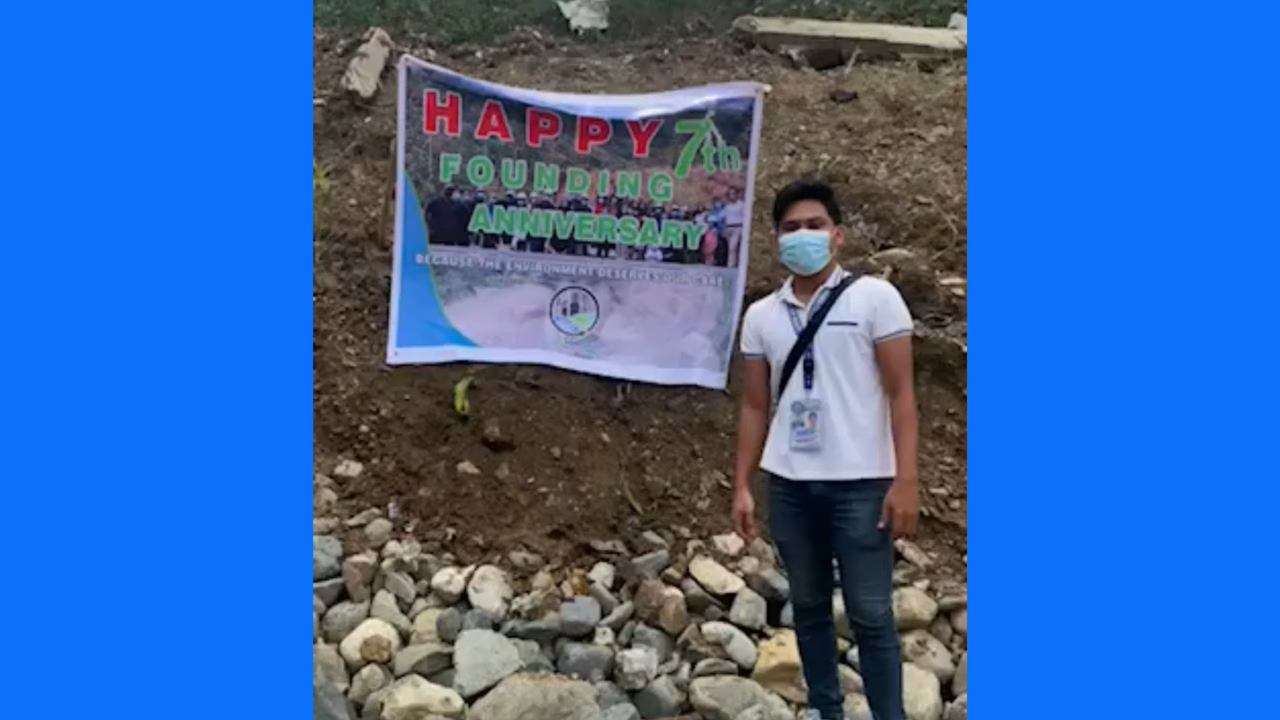 HAPPY 7th
FOUNDING
ANNIVERSARY
BECAUSE THE ENVIRONMENT DESERVES OUR CARE